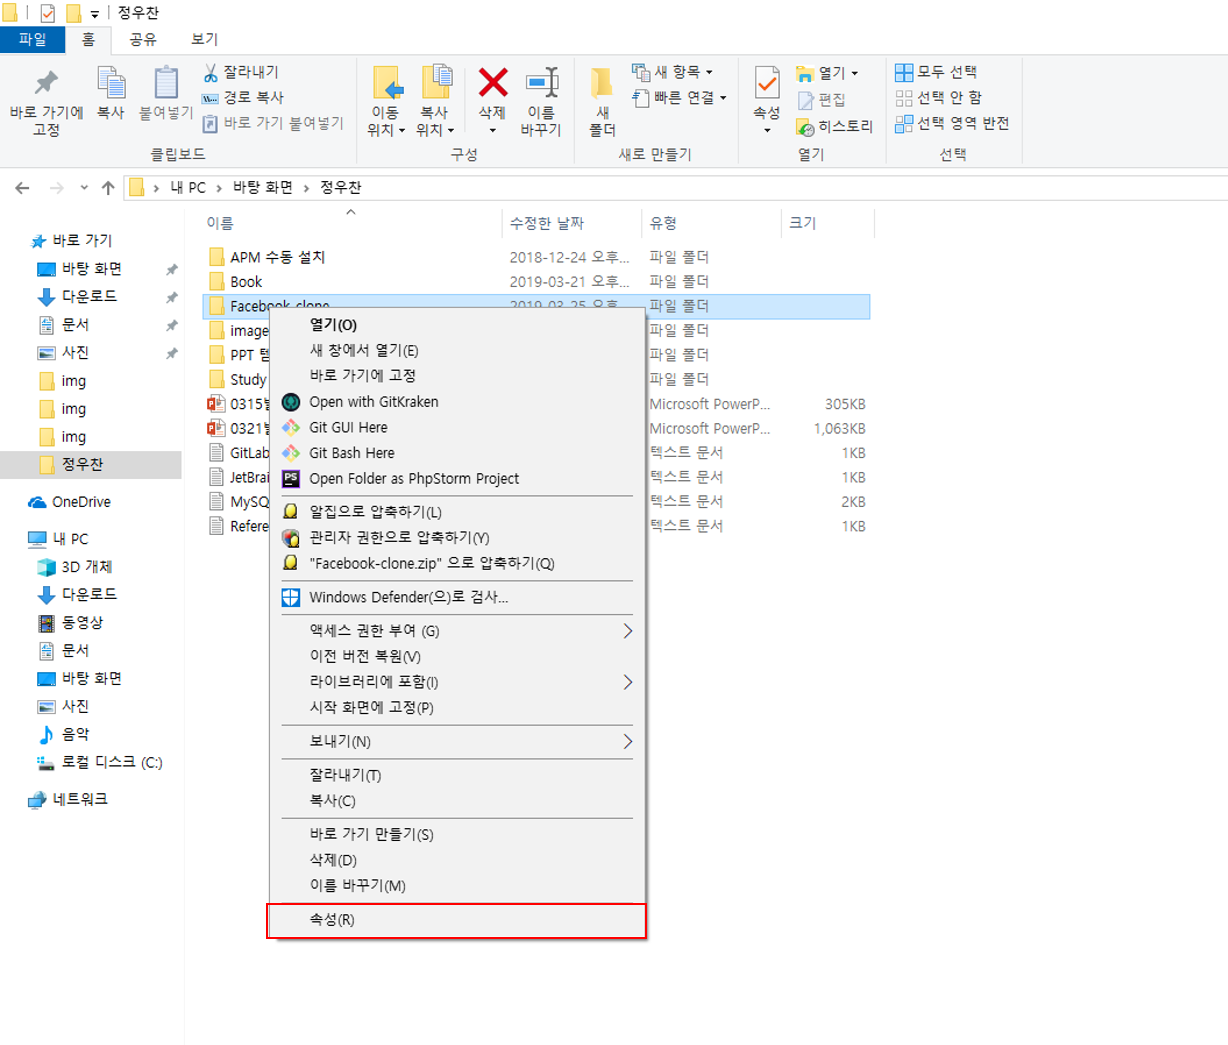 정우찬
파일 홈 공유 보기
바로 가기에 고정
복사
붙여넣기
잘라내기
경로 복사
바로 가기 붙여넣기
클립보드
이동 위치
복사 위치
삭제
이름 바꾸기
구성
새 폴더
새 항목
빠른 연결
새로 만들기
속성
열기
편집
히스토리
열기
모두 선택
선택 안 함
선택 영역 반전
선택
내 PC > 바탕 화면 > 정우찬
바로 가기
바탕 화면
다운로드
문서
사진
img
img
img
정우찬
OneDrive
내 PC
3D 개체
다운로드
동영상
문서
바탕 화면
사진
음악
로컬 디스크 (C:)
네트워크
이름 수정한 날짜 유형 크기
APM 수동 설치 2018-12-24 오후... 파일 폴더
Book 2019-03-21 오후... 파일 폴더
Facebook-clone 2019-03-25 오후 파일 폴더
image 파일 폴더
PPT 파일 폴더
Study 파일 폴더
0315 Microsoft PowerP... 305KB
0321 Microsoft PowerP... 1,063KB
GitLab 텍스트 문서 1KB
JetBrai 텍스트 문서 1KB
MySQ 텍스트 문서 2KB
Refere 텍스트 문서 1KB
열기(O)
새 창에서 열기(E)
바로 가기에 고정
Open with GitKraken
Git GUI Here
Git Bash Here
PS Open Folder as PhpStorm Project
알집으로 압축하기(L)
관리자 권한으로 압축하기(Y)
"Facebook-clone.zip" 으로 압축하기(Q)
Windows Defender(으)로 검사...
액세스 권한 부여 (G)
이전 버전 복원(V)
라이브러리에 포함(I)
시작 화면에 고정(P)
보내기(N)
잘라내기(T)
복사(C)
바로 가기 만들기(S)
삭제(D)
이름 바꾸기(M)
속성(R)